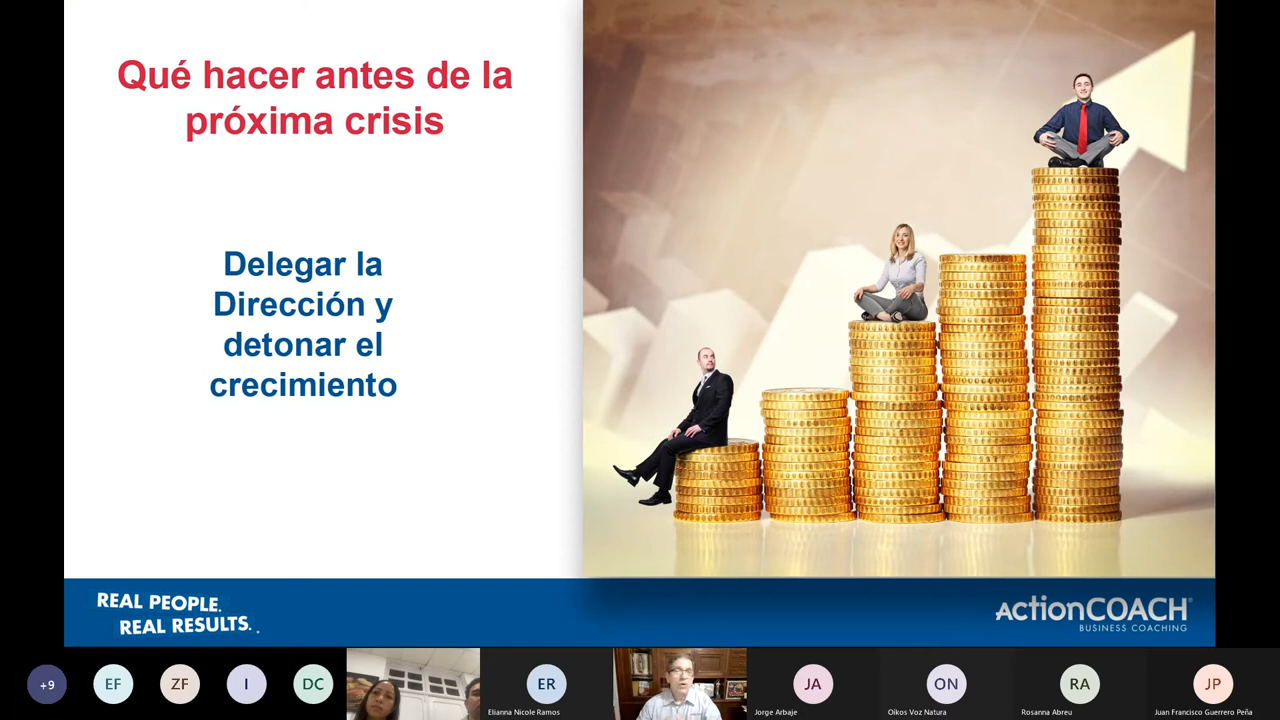 Qué hacer antes de la
próxima crisis
Delegar la
Dirección y
detonar el
crecimiento
REAL PEOPLE.
REAL RESULTS.
ActionCOACH
BUSINESS COACHING
+9
EF
ZF
I
DC
ER
Elianna Nicole Ramos
JA
Jorge Arbaje
ON
Oíkos Voz Natura
RA
Rosanna Abreu
JP
Juan Francisco Guerrero Peña